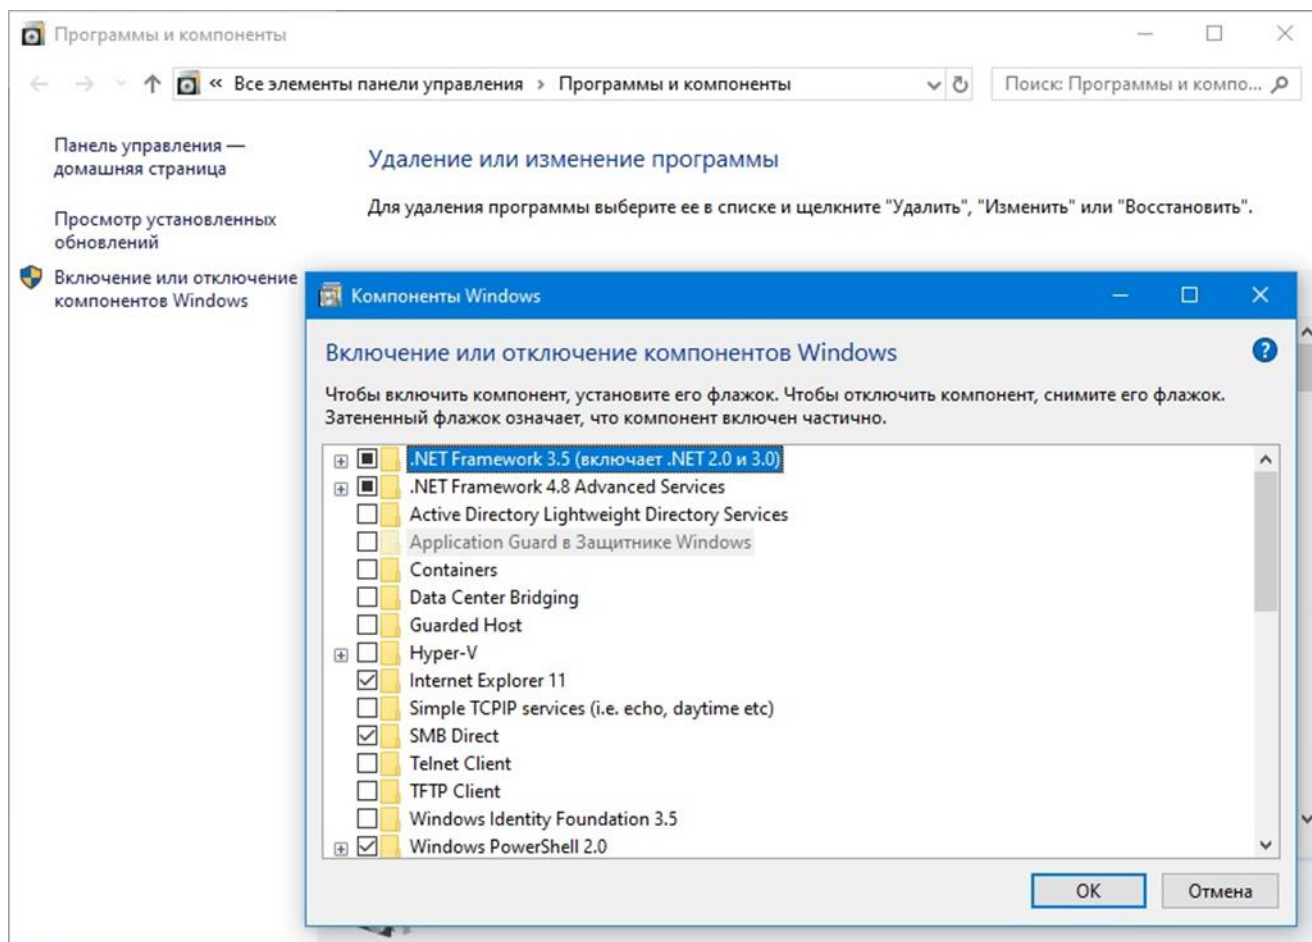 Программы и компоненты
« Все элементы панели управления › Программы и компоненты
Поиск: Программы и компо...
Панель управления —
домашняя страница
Просмотр установленных
обновлений
Включение или отключение
компонентов Windows
Удаление или изменение программы
Для удаления программы выберите ее в списке и щелкните "Удалить", "Изменить" или "Восстановить".
Компоненты Windows
Включение или отключение компонентов Windows
?
Чтобы включить компонент, установите его флажок. Чтобы отключить компонент, снимите его флажок.
Затененный флажок означает, что компонент включен частично.
.NET Framework 3.5 (включает .NET 2.0 и 3.0)
.NET Framework 4.8 Advanced Services
Active Directory Lightweight Directory Services
Application Guard в Защитнике Windows
Containers
Data Center Bridging
Guarded Host
Hyper-V
Internet Explorer 11
Simple TCPIP services (i.e. echo, daytime etc)
SMB Direct
Telnet Client
TFTP Client
Windows Identity Foundation 3.5
Windows PowerShell 2.0
ОК
Отмена